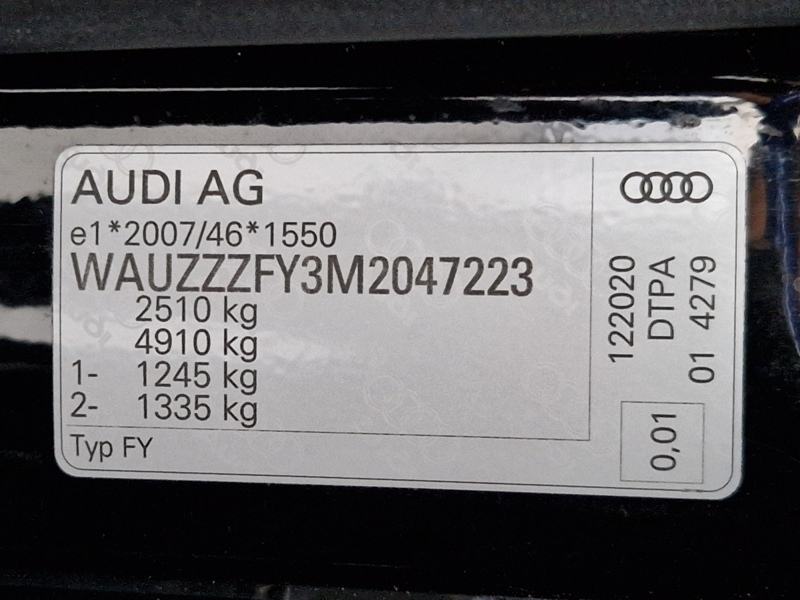 AUDI AG
e1*2007/46*1550
WAUZZZFY3M2047223
2510 kg
4910 kg
1- 1245 kg
2- 1335 kg
Typ FY
122020
DTPA
01 4279
0,01